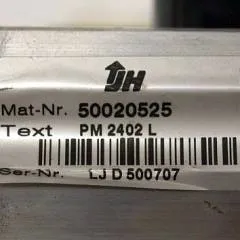 JH
Mat-Nr. 50020525
Text PM 2402 L
Ser-Nr. LJ D 500707